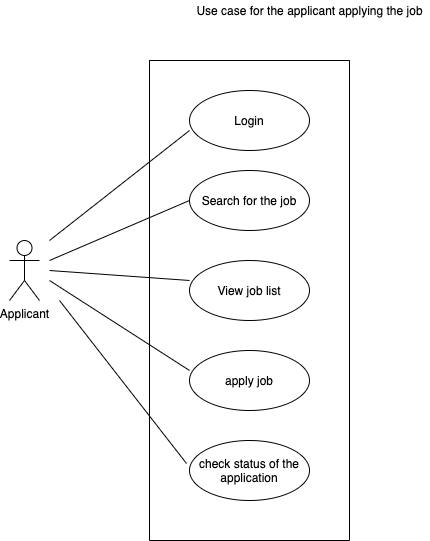 Use case for the applicant applying the job
Login
Search for the job
View job list
Applicant
apply job
check status of the
application